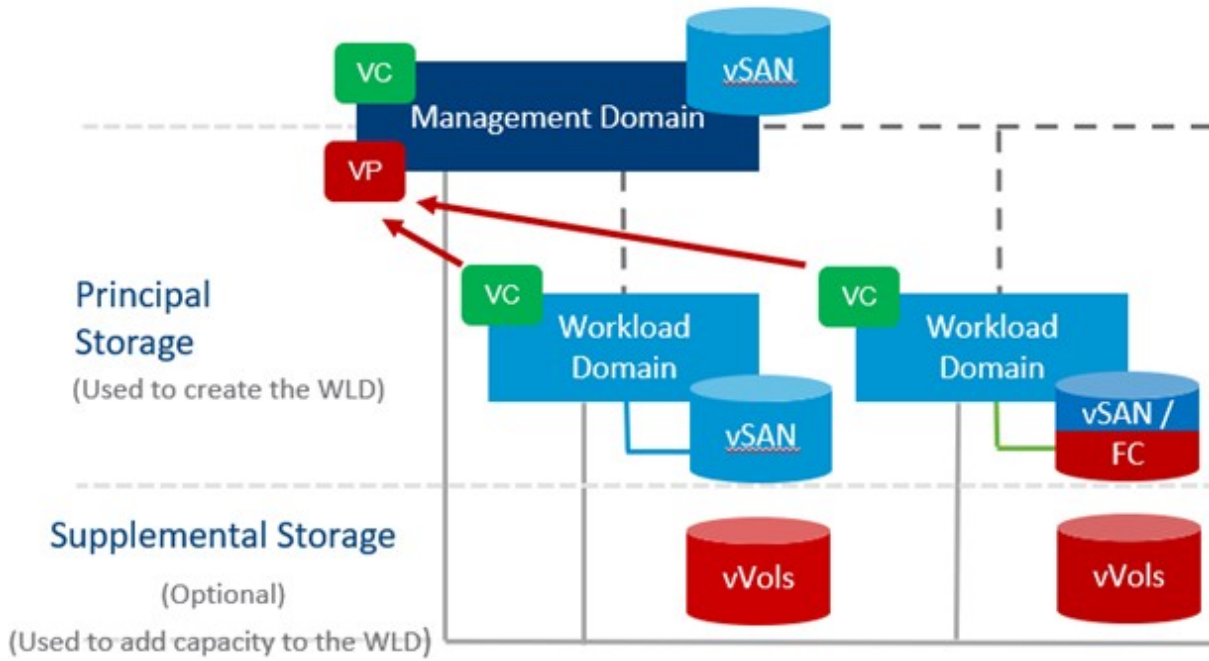 VC
vSAN
Management Domain
VP
Principal
Storage
(Used to create the WLD)
VC
Workload
Domain
vSAN
VC
Workload
Domain
vSAN /
FC
Supplemental Storage
(Optional)
(Used to add capacity to the WLD)
vVols
vVols